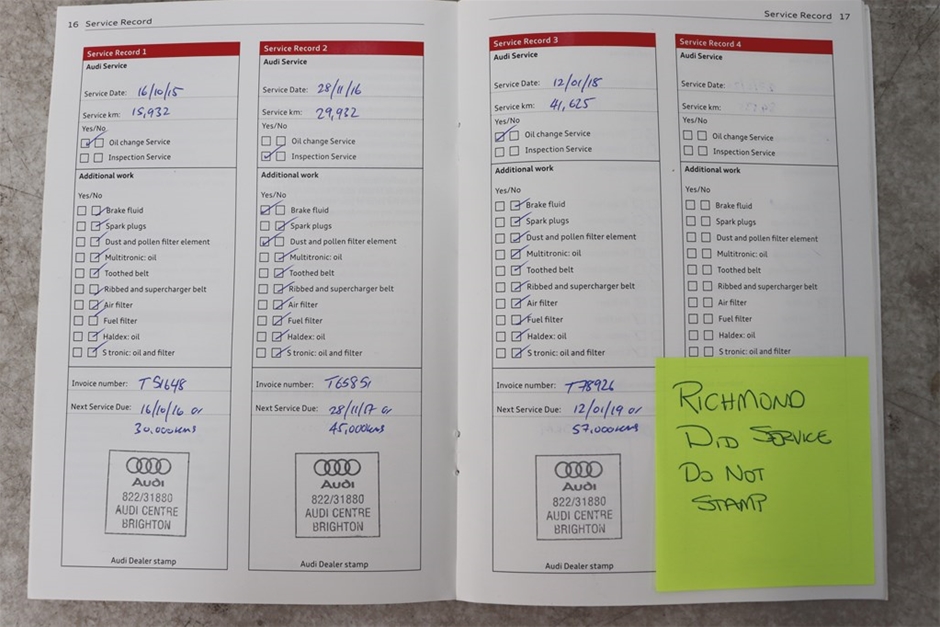 16 Service Record
Service Record 1
Audi Service
Service Date: 16/10/15
Service km: 15,932
Yes/No
Oil change Service
Inspection Service
Additional work
Yes/No
Brake fluid
Spark plugs
Dust and pollen filter element
Multitronic: oil
Toothed belt
Ribbed and supercharger belt
Air filter
Fuel filter
Haldex: oil
S tronic: oil and filter
Invoice number: T51648
Next Service Due: 16/10/16 or
30.000kms
Audi
822/31880
AUDI CENTRE
BRIGHTON
Audi Dealer stamp
Service Record 2
Audi Service
Service Date: 28/11/16
Service km: 29,932
Yes/No
Oil change Service
Inspection Service
Additional work
Yes/No
Brake fluid
Spark plugs
Dust and pollen filter element
Multitronic: oil
Toothed belt
Ribbed and supercharger belt
Air filter
Fuel filter
Haldex: oil
S tronic: oil and filter
Invoice number: T65851
Next Service Due: 28/11/17 or
45,000kms
Audi
822/31880
AUDI CENTRE
BRIGHTON
Audi Dealer stamp
Service Record 17
Service Record 3
Audi Service
Service Date: 12/01/18
Service km: 41,625
Yes/No
Oil change Service
Inspection Service
Additional work
Yes/No
Brake fluid
Spark plugs
Dust and pollen filter element
Multitronic: oil
Toothed belt
Ribbed and supercharger belt
Air filter
Fuel filter
Haldex: oil
S tronic: oil and filter
Invoice number: T78926
Next Service Due: 12/01/19 or
57,000kms
Audi
822/31880
AUDI CENTRE
BRIGHTON
Audi Dealer stamp
Service Record 4
Audi Service
Service Date:
Service km:
Yes/No
Oil change Service
Inspection Service
Additional work
Yes/No
Brake fluid
Spark plugs
Dust and pollen filter element
Multitronic: oil
Toothed belt
Ribbed and supercharger belt
Air filter
Fuel filter
Haldex: oil
S tronic: oil and filter
RICHMOND
DID SERVICE
DO NOT
STAMP